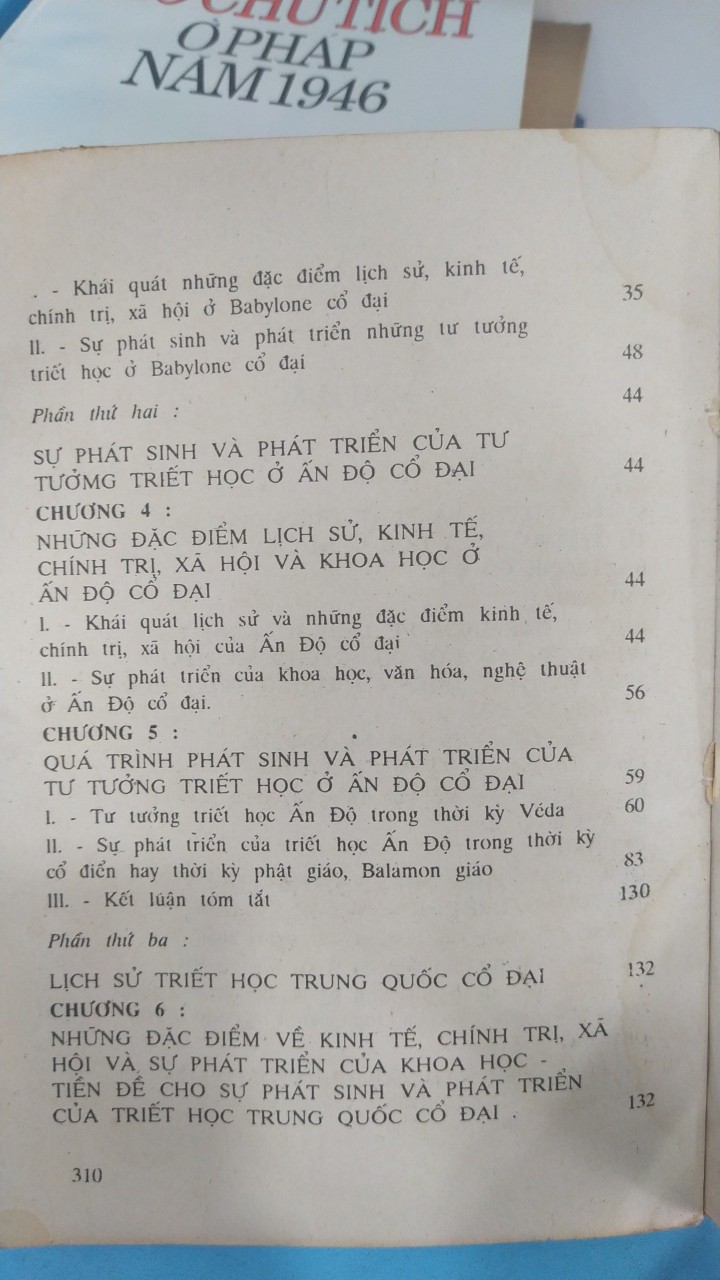 CHỦ TỊCH
Ở PHÁP
NĂM 1946
. - Khái quát những đặc điểm lịch sử, kinh tế,
chính trị, xã hội ở Babylone cổ đại 35
II. - Sự phát sinh và phát triển những tư tưởng
triết học ở Babylone cổ đại 48
Phần thứ hai : 44
SỰ PHÁT SINH VÀ PHÁT TRIỂN CỦA TƯ
TƯỞMG TRIẾT HỌC Ở ẤN ĐỘ CỔ ĐẠI 44
CHƯƠNG 4 :
NHỮNG ĐẶC ĐIỂM LỊCH SỬ, KINH TẾ,
CHÍNH TRỊ, XÃ HỘI VÀ KHOA HỌC Ở
ẤN ĐỘ CỔ ĐẠI 44
I. - Khái quát lịch sử và những đặc điểm kinh tế,
chính trị, xã hội của Ấn Độ cổ đại 44
II. - Sự phát triển của khoa học, văn hóa, nghệ thuật
ở Ấn Độ cổ đại. 56
CHƯƠNG 5 :
QUÁ TRÌNH PHÁT SINH VÀ PHÁT TRIỂN CỦA
TƯ TƯỞNG TRIẾT HỌC Ở ẤN ĐỘ CỔ ĐẠI 59
I. - Tư tưởng triết học Ấn Độ trong thời kỳ Véda 60
II. - Sự phát triển của triết học Ấn Độ trong thời kỳ
cổ điển hay thời kỳ phật giáo, Balamon giáo 83
III. - Kết luận tóm tắt 130
Phần thứ ba :
LỊCH SỬ TRIẾT HỌC TRUNG QUỐC CỔ ĐẠI 132
CHƯƠNG 6 :
NHỮNG ĐẶC ĐIỂM VỀ KINH TẾ, CHÍNH TRỊ, XÃ
HỘI VÀ SỰ PHÁT TRIỂN CỦA KHOA HỌC -
TIỀN ĐỀ CHO SỰ PHÁT SINH VÀ PHÁT TRIỂN
CỦA TRIẾT HỌC TRUNG QUỐC CỔ ĐẠI . 132
310